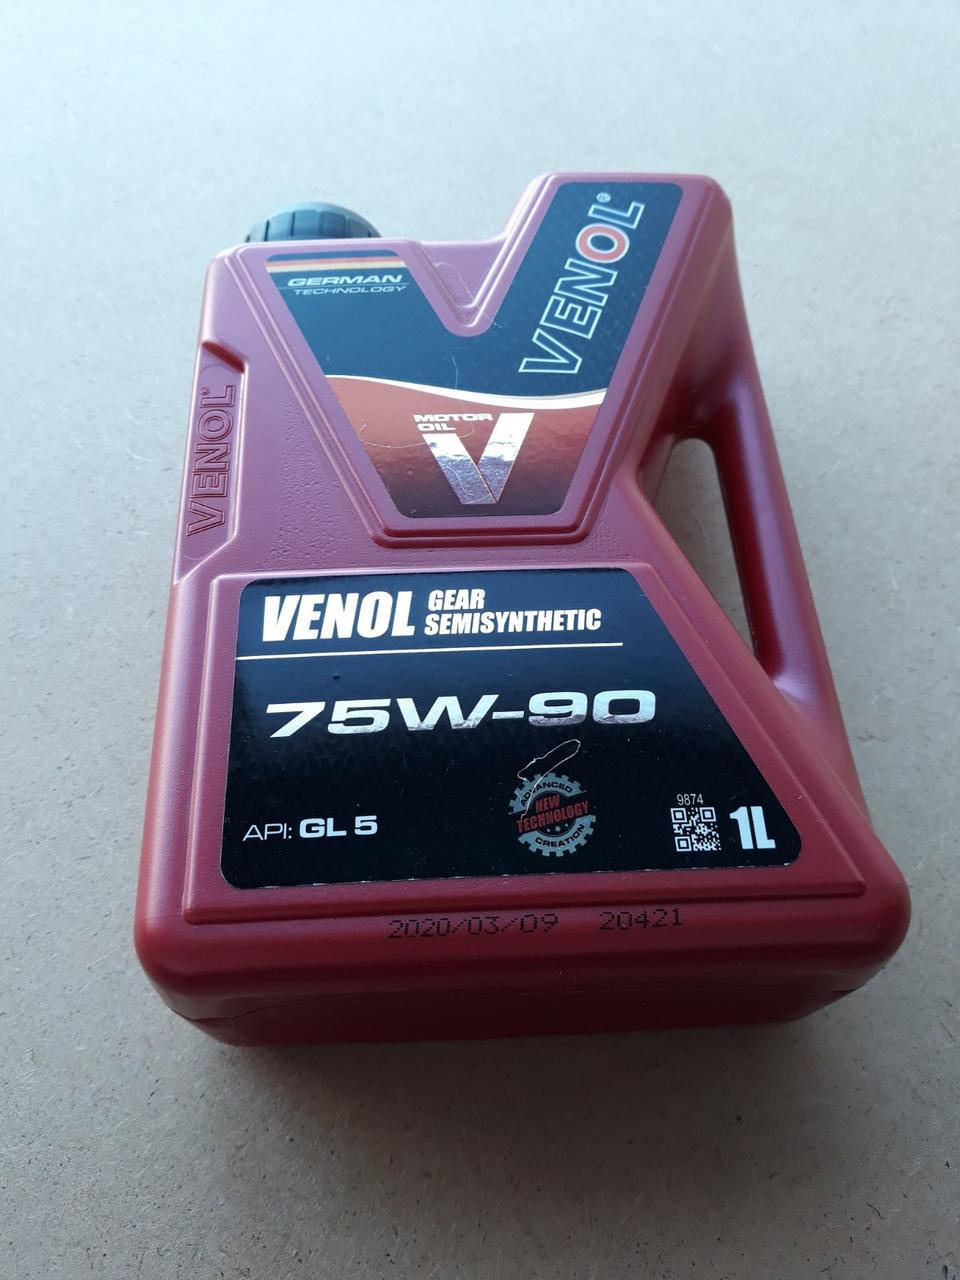 GERMAN
TECHNOLOGY
VENOL®
MOTOR
OIL
V
VENOL®
VENOL GEAR
SEMISYNTHETIC
75W-90
ADVANCED
NEW
TECHNOLOGY
CREATION
API: GL 5
9874
1L
2020/03/09 20421